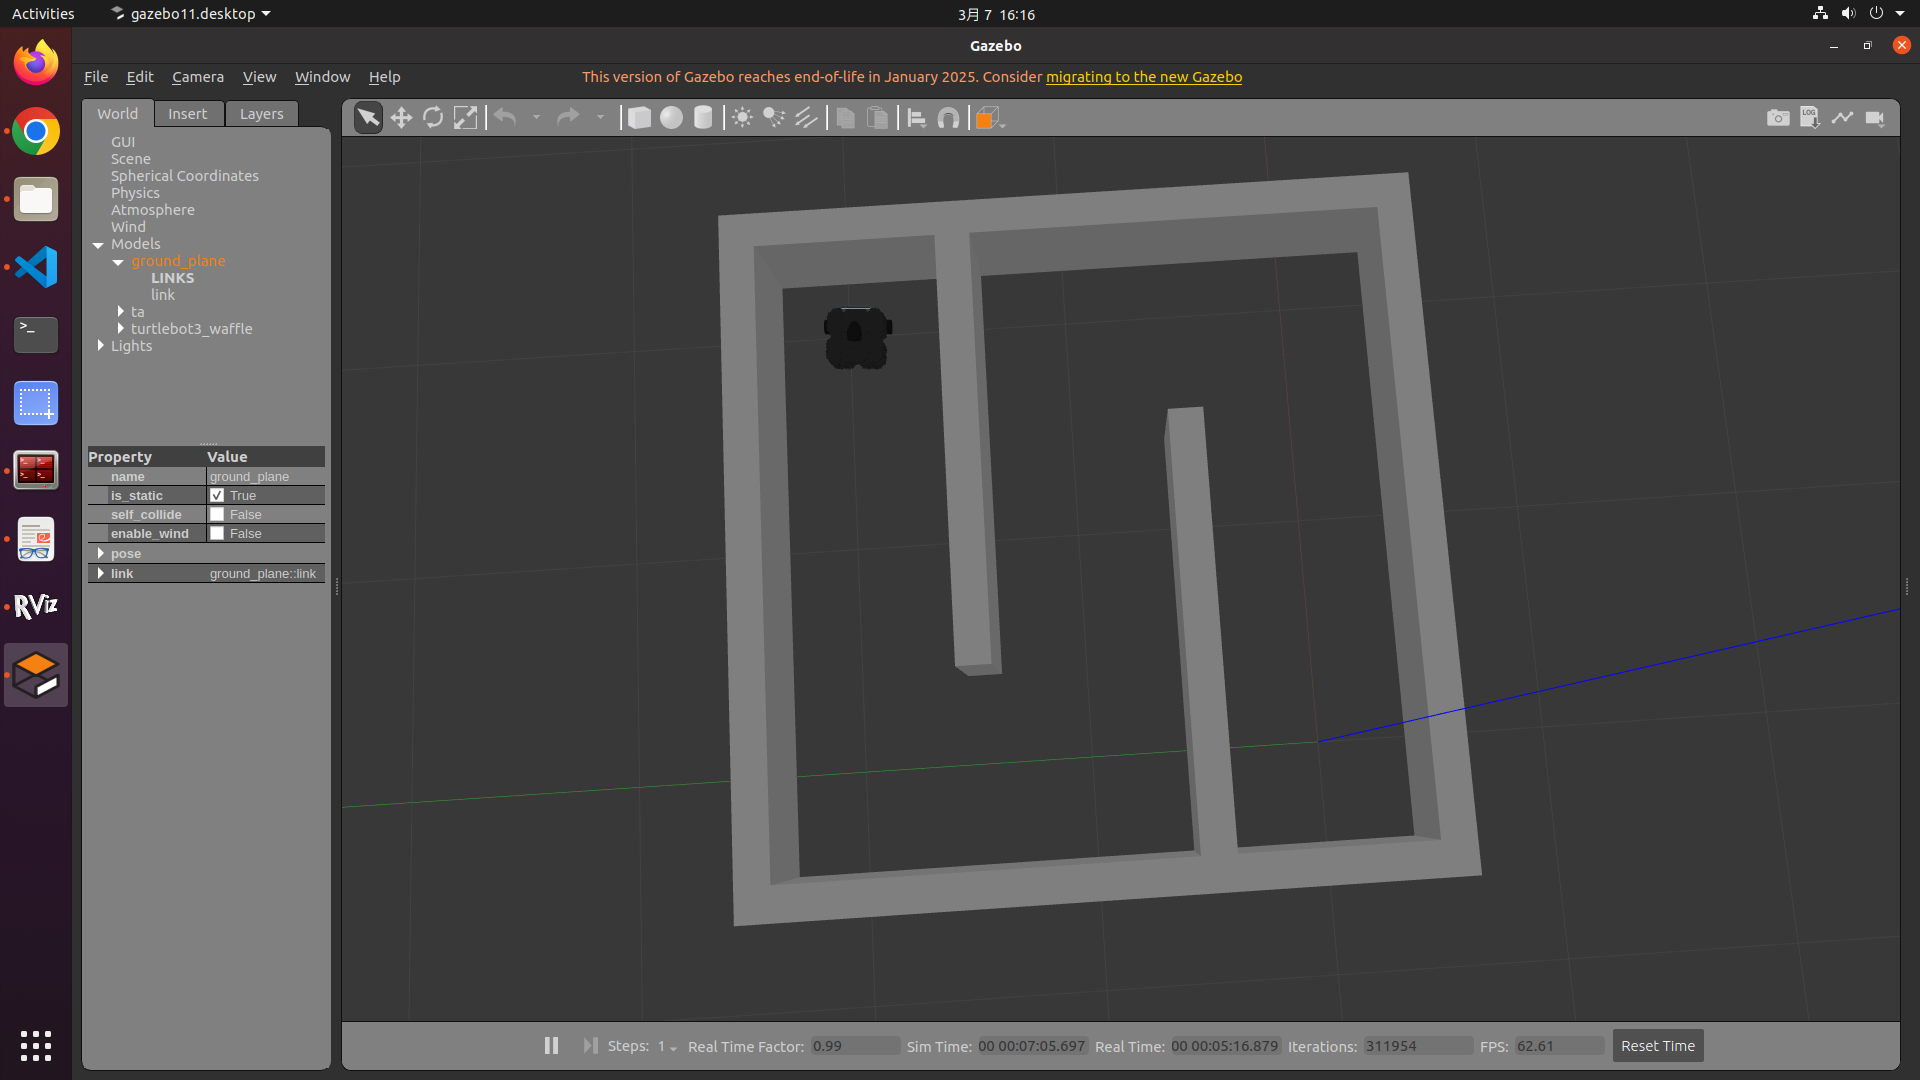 Activities gazebo11.desktop 3月 7 16:16
Gazebo
File Edit Camera View Window Help This version of Gazebo reaches end-of-life in January 2025. Consider migrating to the new Gazebo
World Insert Layers
LOG
GUI
Scene
Spherical Coordinates
Physics
Atmosphere
Wind
Models
ground_plane
LINKS
link
ta
turtlebot3_waffle
Lights
Property Value
name ground_plane
is_static True
self_collide False
enable_wind False
pose
link ground_plane::link
RViz
Steps: 1 Real Time Factor: 0.99 Sim Time: 00 00:07:05.697 Real Time: 00 00:05:16.879 Iterations: 311954 FPS: 62.61 Reset Time